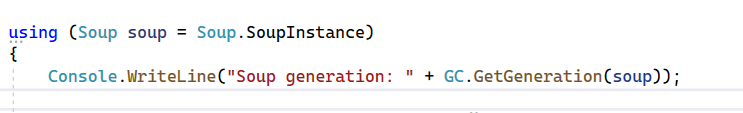 using (Soup soup = Soup.SoupInstance)
{
    Console.WriteLine("Soup generation: " + GC.GetGeneration(soup));